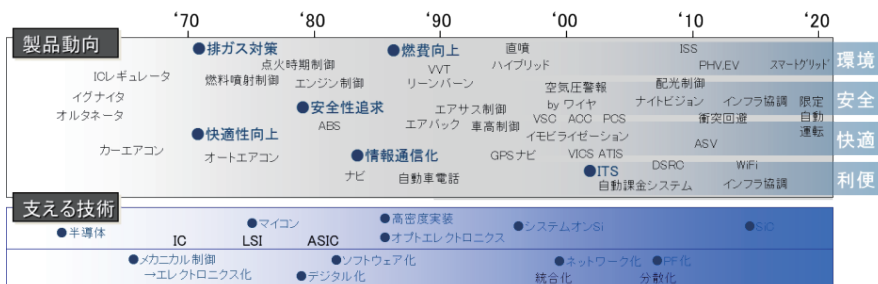 '70 '80 '90 '00 '10 '20
製品動向
●排ガス対策 ●燃費向上 直噴 ISS
点火時期制御 VVT ハイブリッド PHV,EV スマートグリッド 環境
ICレギュレータ 燃料噴射制御 エンジン制御 リーンバーン 空気圧警報 配光制御
イグナイタ ●安全性追求 エアサス制御 by ワイヤ ナイトビジョン インフラ協調 限定 安全
オルタネータ ABS エアバック 車高制御 VSC ACC PCS 衝突回避 自動
●快適性向上 イモビライゼーション ASV 運転 快適
カーエアコン オートエアコン ●情報通信化 GPSナビ VICS ATIS DSRC WiFi
ナビ 自動車電話 ●ITS 自動課金システム インフラ協調 利便
支える技術
●半導体 ●マイコン ●高密度実装 ●システムオンSi ●SiC
IC LSI ASIC ●オプトエレクトロニクス
●メカニカル制御 ●ソフトウェア化 ●ネットワーク化 ●PF化
→エレクトロニクス化 ●デジタル化 統合化 分散化